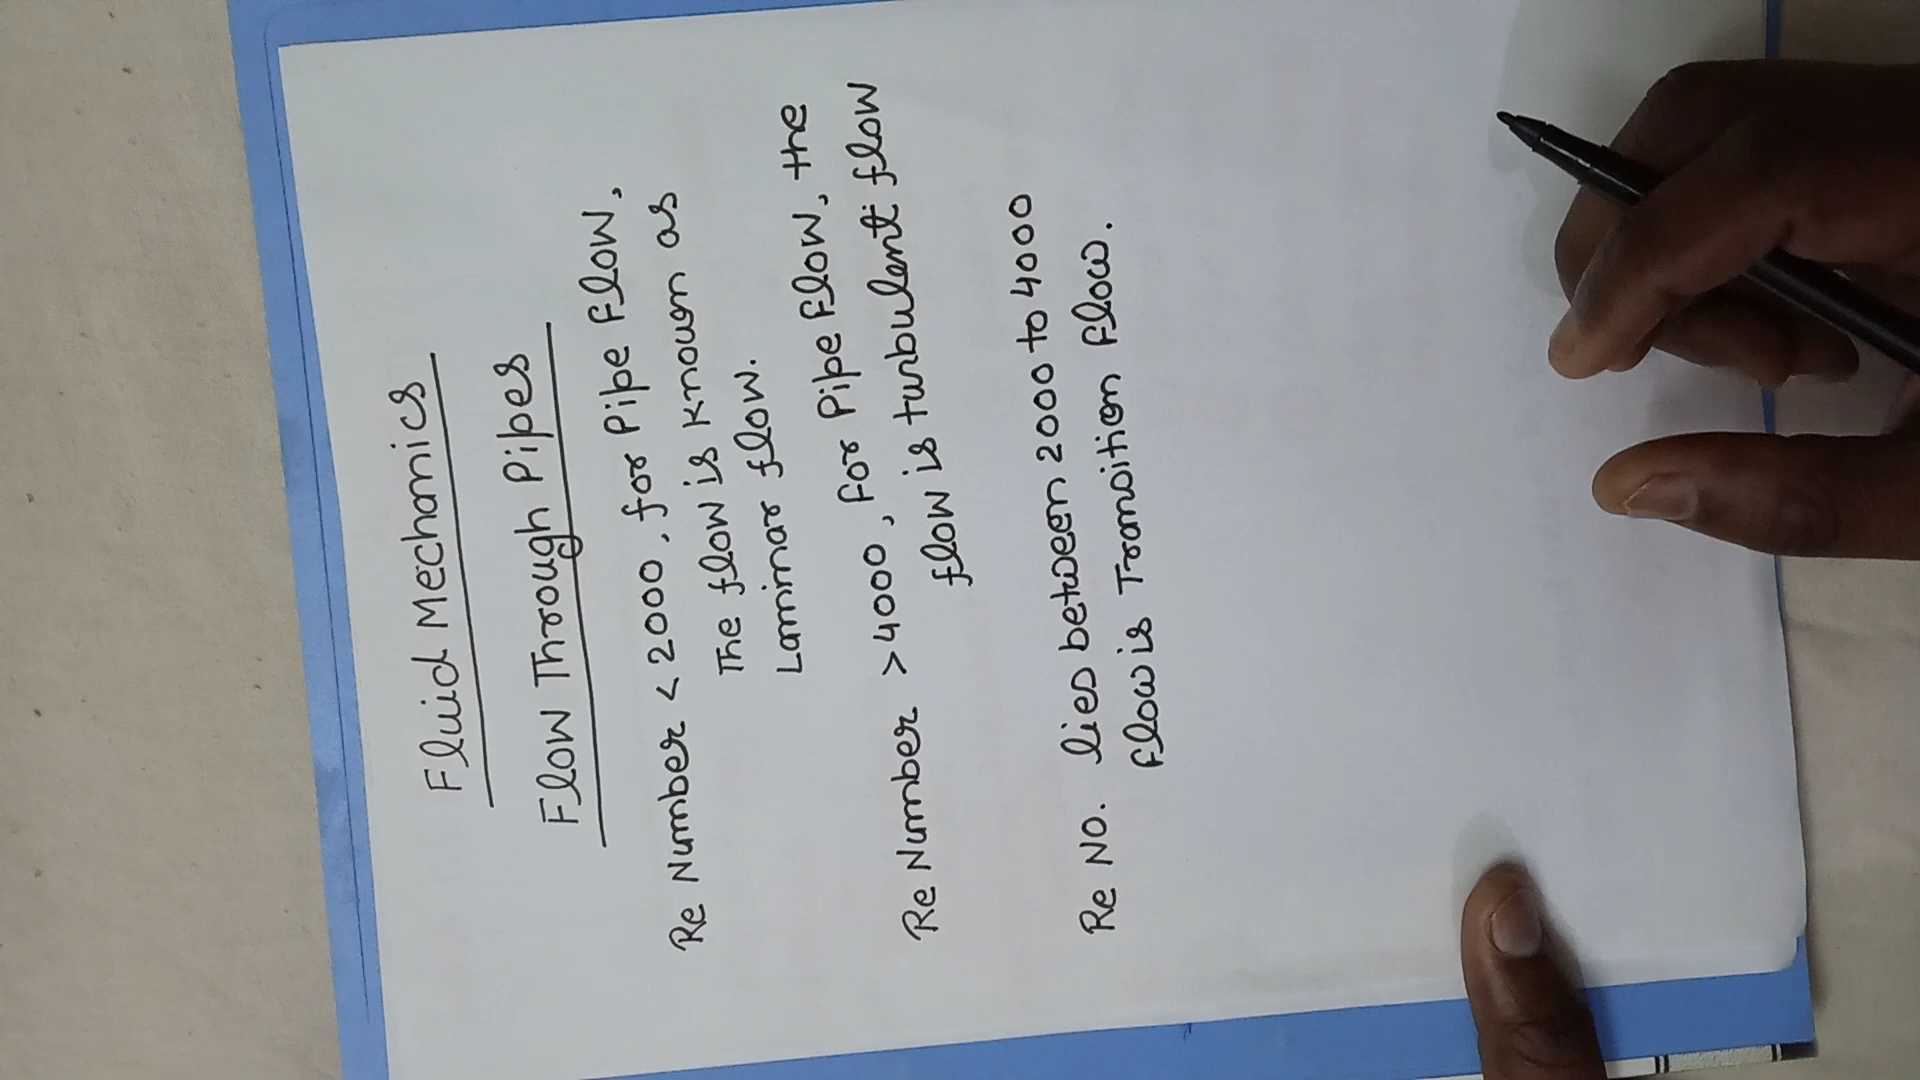 Fluid Mechanics
Flow Through Pipes
Re Number < 2000, for Pipe Flow,
The flow is known as
Laminar flow.
Re Number > 4000, For Pipe Flow, the
flow is turbulent flow
Re No. lies between 2000 to 4000
Flow is Transition Flow.